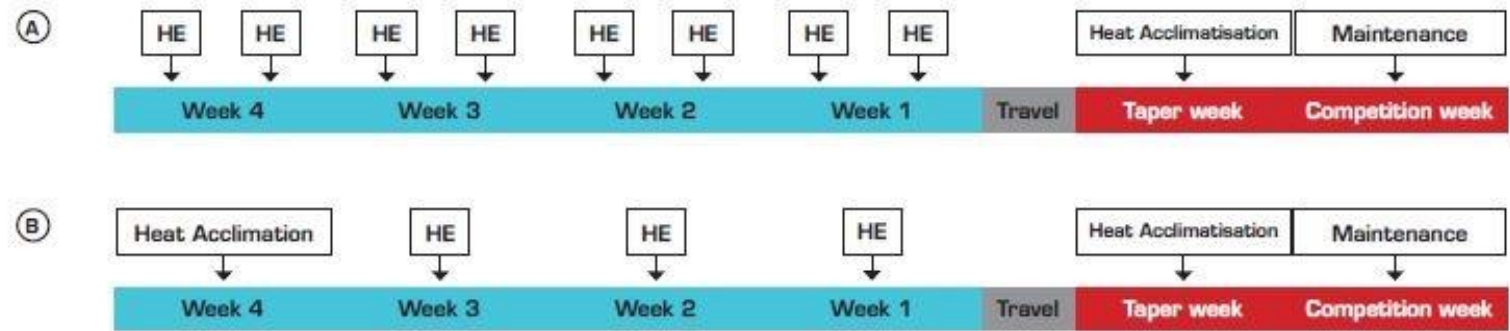 A
HE HE HE HE HE HE HE HE Heat Acclimatisation Maintenance
Week 4 Week 3 Week 2 Week 1 Travel Taper week Competition week
B
Heat Acclimation HE HE HE Heat Acclimatisation Maintenance
Week 4 Week 3 Week 2 Week 1 Travel Taper week Competition week